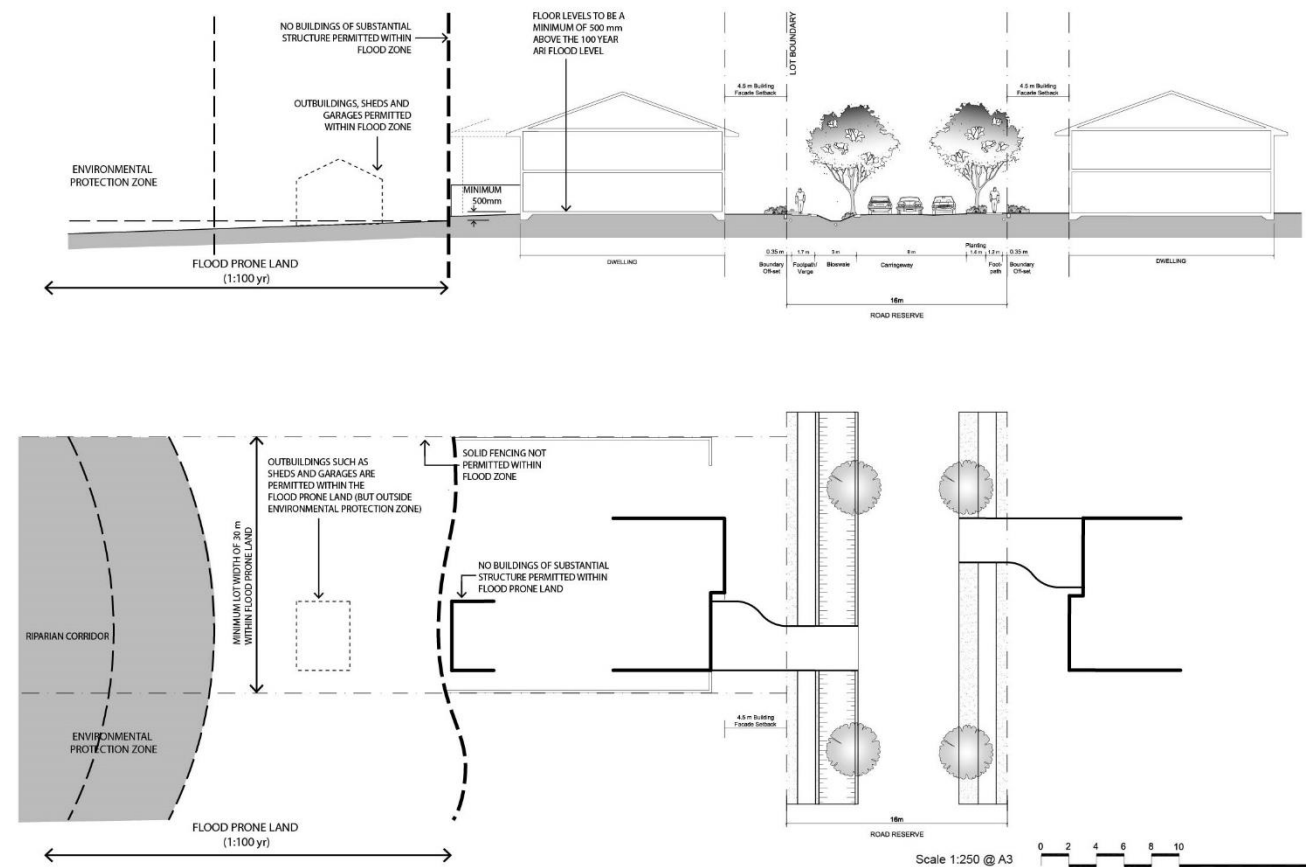 NO BUILDINGS OF SUBSTANTIAL
STRUCTURE PERMITTED WITHIN
FLOOD ZONE
FLOOR LEVELS TO BE A
MINIMUM OF 500 mm
ABOVE THE 100 YEAR
ARI FLOOD LEVEL
LOT BOUNDARY
4.5 m Building
Facade Setback
4.5 m Building
Facade Setback
OUTBUILDINGS, SHEDS AND
GARAGES PERMITTED
WITHIN FLOOD ZONE
ENVIRONMENTAL
PROTECTION ZONE
MINIMUM
500mm
FLOOD PRONE LAND
(1:100 yr)
DWELLING
0.35 m
Boundary
Off-set
1.7 m
Footpath/
Verge
3 m
Bioswale
Carriageway
Planting
1.4 m
1.2 m
Foot-
path
0.35 m
Boundary
Off-set
DWELLING
16m
ROAD RESERVE
OUTBUILDINGS SUCH AS
SHEDS AND GARAGES ARE
PERMITTED WITHIN THE
FLOOD PRONE LAND (BUT OUTSIDE
ENVIRONMENTAL PROTECTION ZONE)
SOLID FENCING NOT
PERMITTED WITHIN
FLOOD ZONE
MINIMUM LOT WIDTH OF 30 m
WITHIN FLOOD PRONE LAND
NO BUILDINGS OF SUBSTANTIAL
STRUCTURE PERMITTED WITHIN
FLOOD PRONE LAND
RIPARIAN CORRIDOR
ENVIRONMENTAL
PROTECTION ZONE
4.5 m Building
Facade Setback
FLOOD PRONE LAND
(1:100 yr)
16m
ROAD RESERVE
Scale 1:250 @ A3
0 2 4 6 8 10